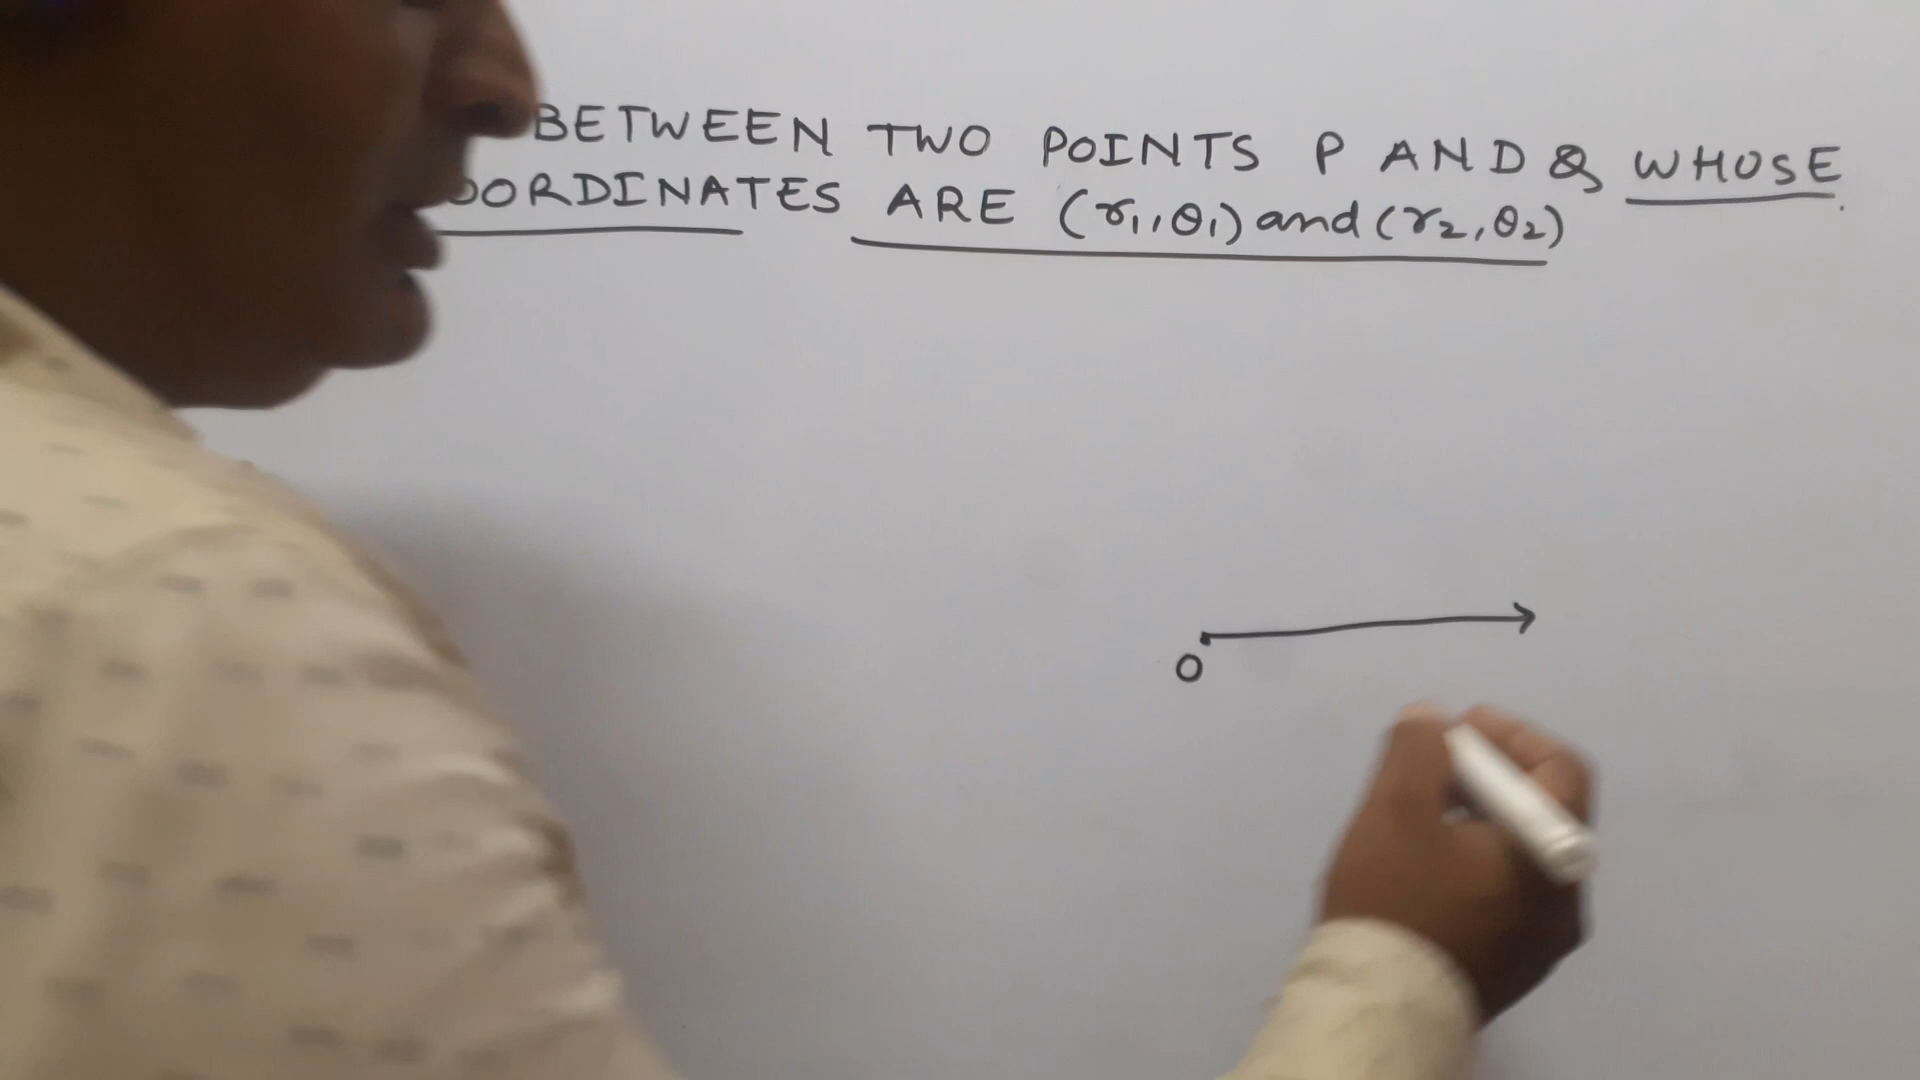 BETWEEN TWO POINTS P AND Q WHOSE
OORDINATES ARE (r₁,θ₁) and (r₂,θ₂)
O